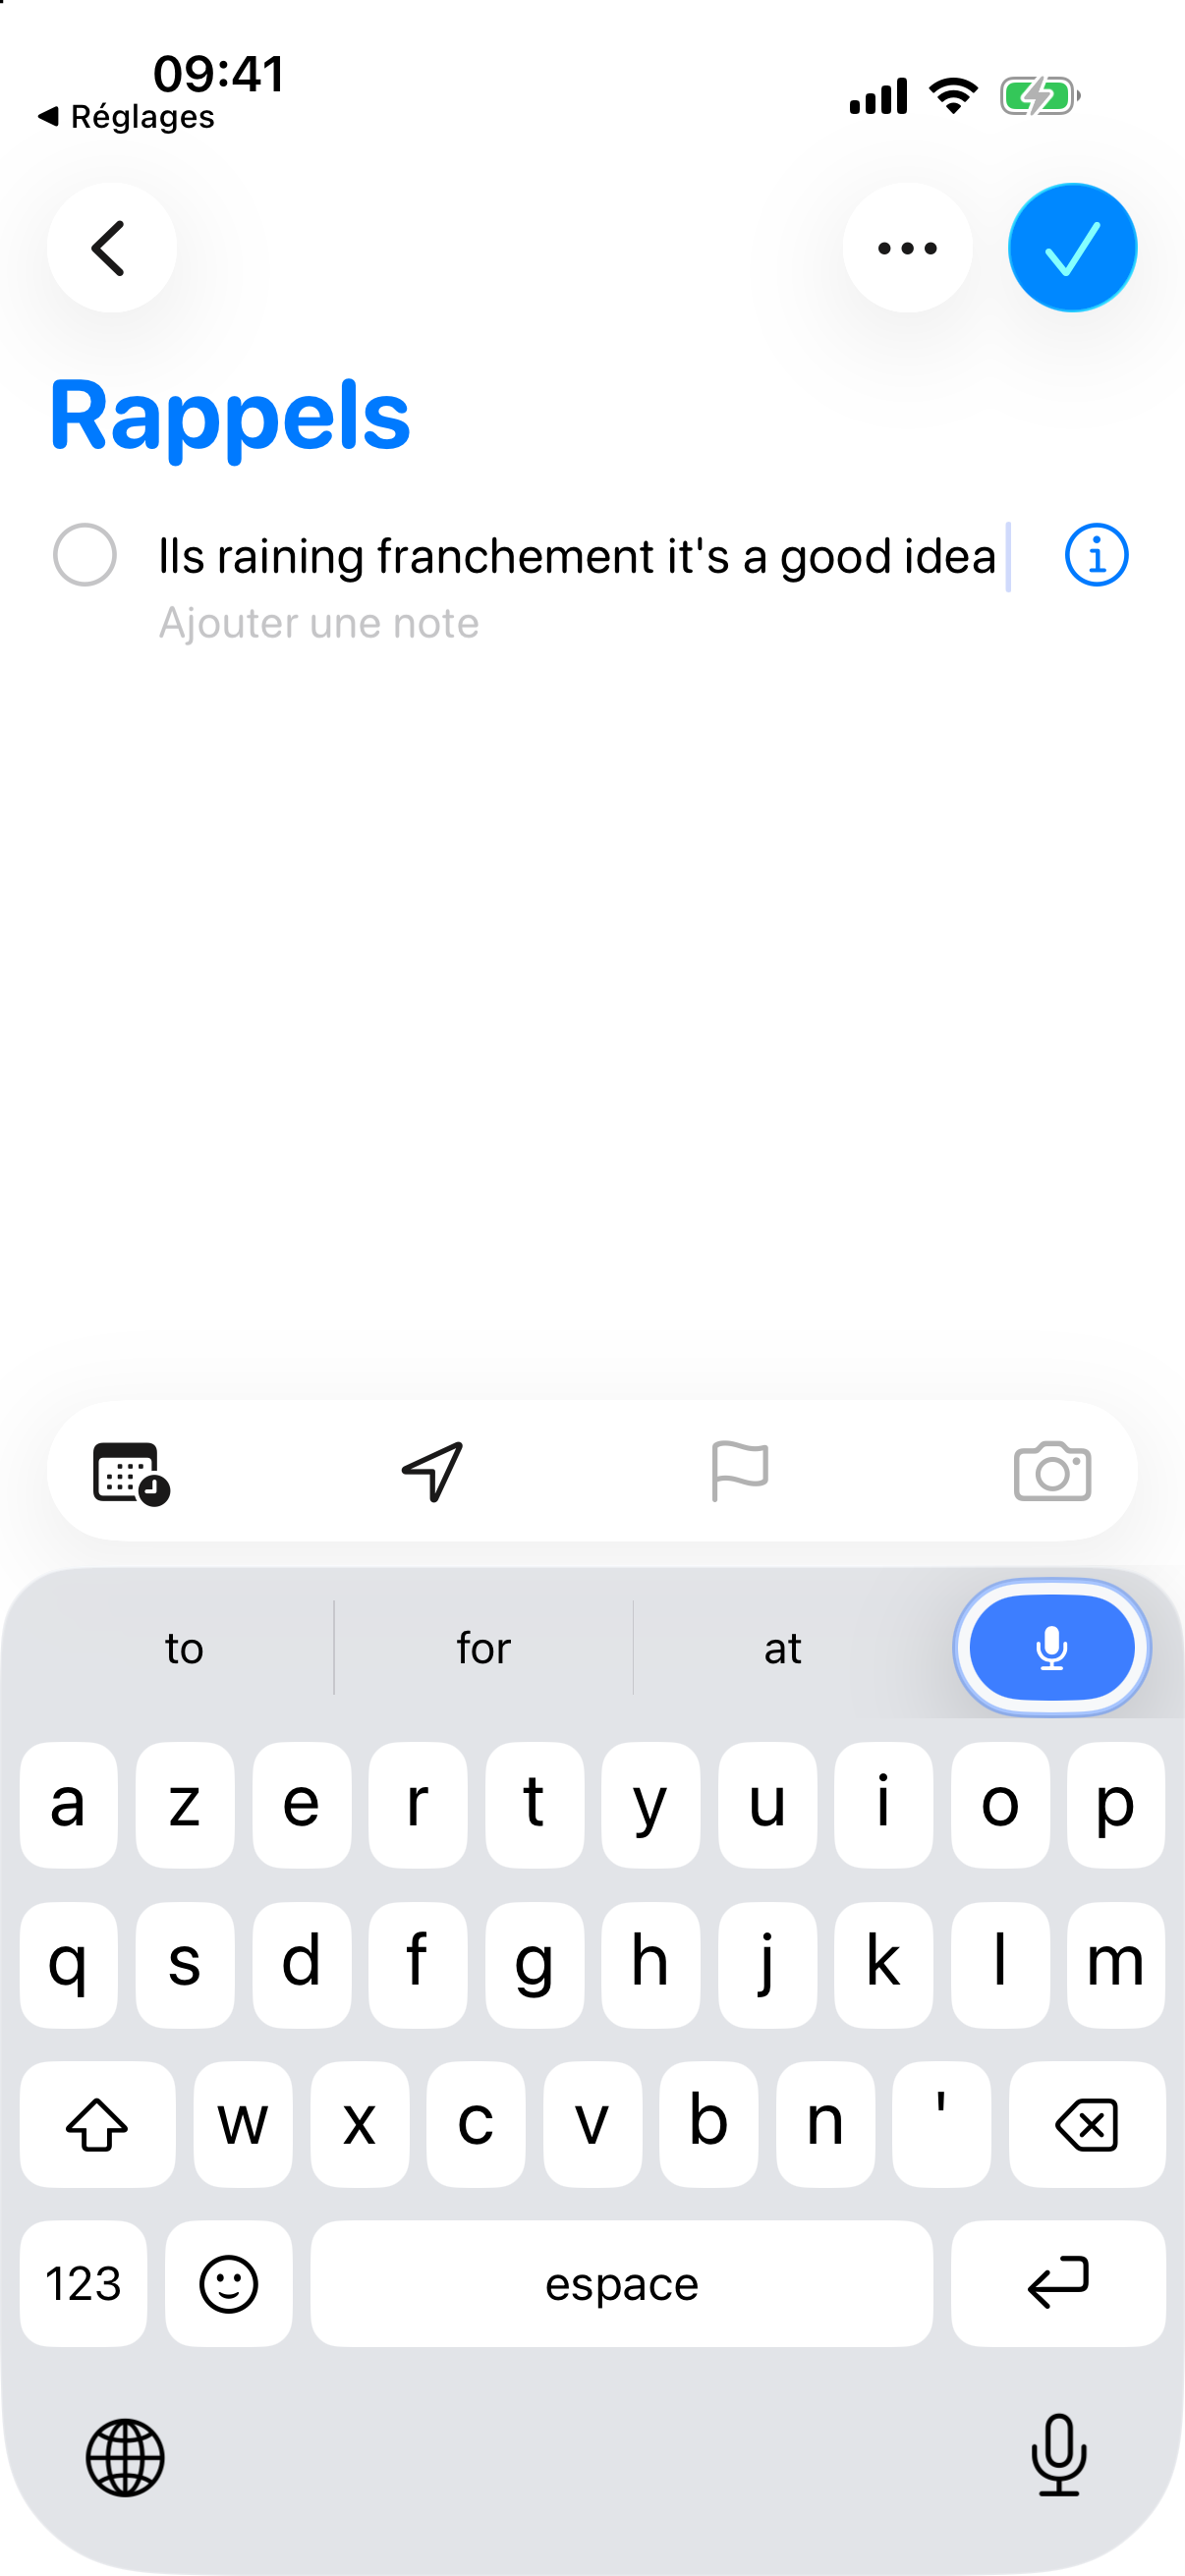 09:41
◀ Réglages
Rappels
Ils raining franchement it's a good idea
Ajouter une note
to for at
a z e r t y u i o p
q s d f g h j k l m
w x c v b n '
123 espace